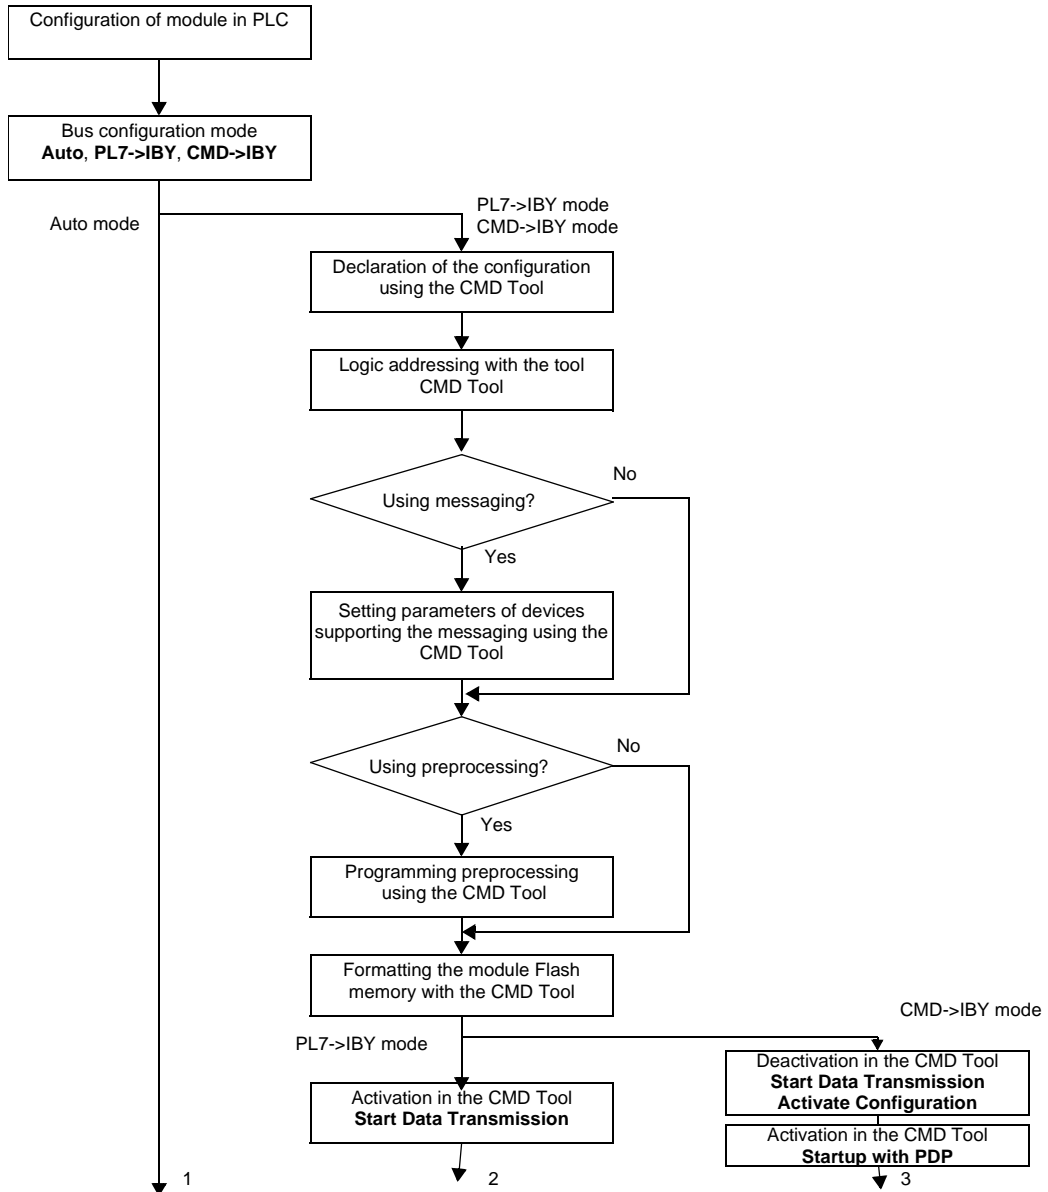 Configuration of module in PLC
Bus configuration mode
Auto, PL7->IBY, CMD->IBY
Auto mode
PL7->IBY mode
CMD->IBY mode
Declaration of the configuration
using the CMD Tool
Logic addressing with the tool
CMD Tool
Using messaging?
No
Yes
Setting parameters of devices
supporting the messaging using the
CMD Tool
Using preprocessing?
No
Yes
Programming preprocessing
using the CMD Tool
Formatting the module Flash
memory with the CMD Tool
PL7->IBY mode
CMD->IBY mode
Activation in the CMD Tool
Start Data Transmission
Deactivation in the CMD Tool
Start Data Transmission
Activate Configuration
Activation in the CMD Tool
Startup with PDP
1
2
3